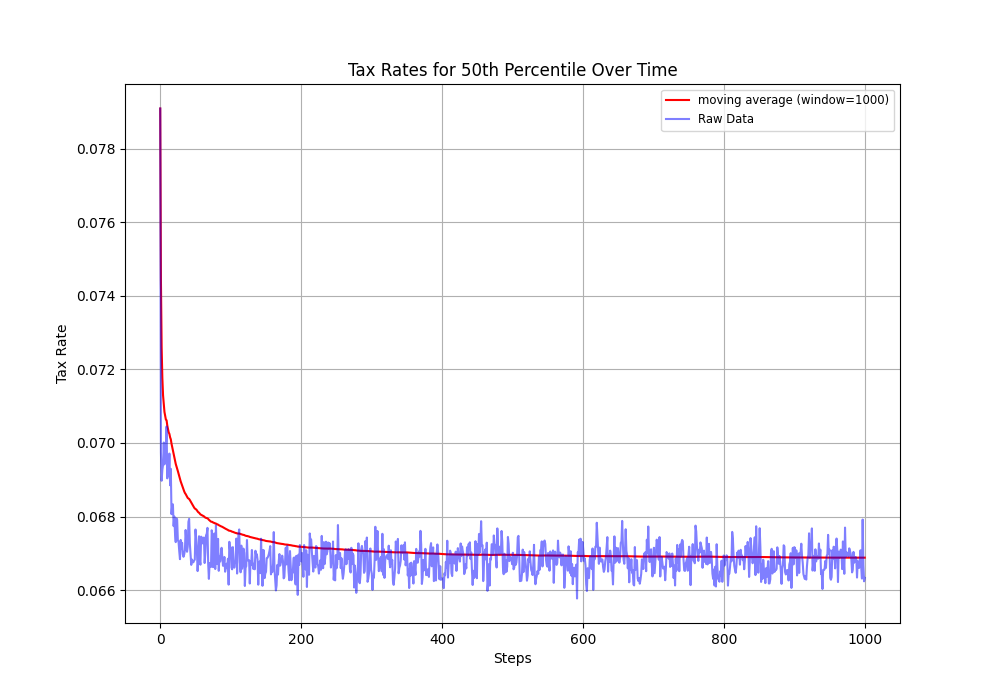 Tax Rates for 50th Percentile Over Time
moving average (window=1000)
Raw Data
0.078
0.076
0.074
0.072
0.070
0.068
0.066
Tax Rate
0
200
400
600
800
1000
Steps